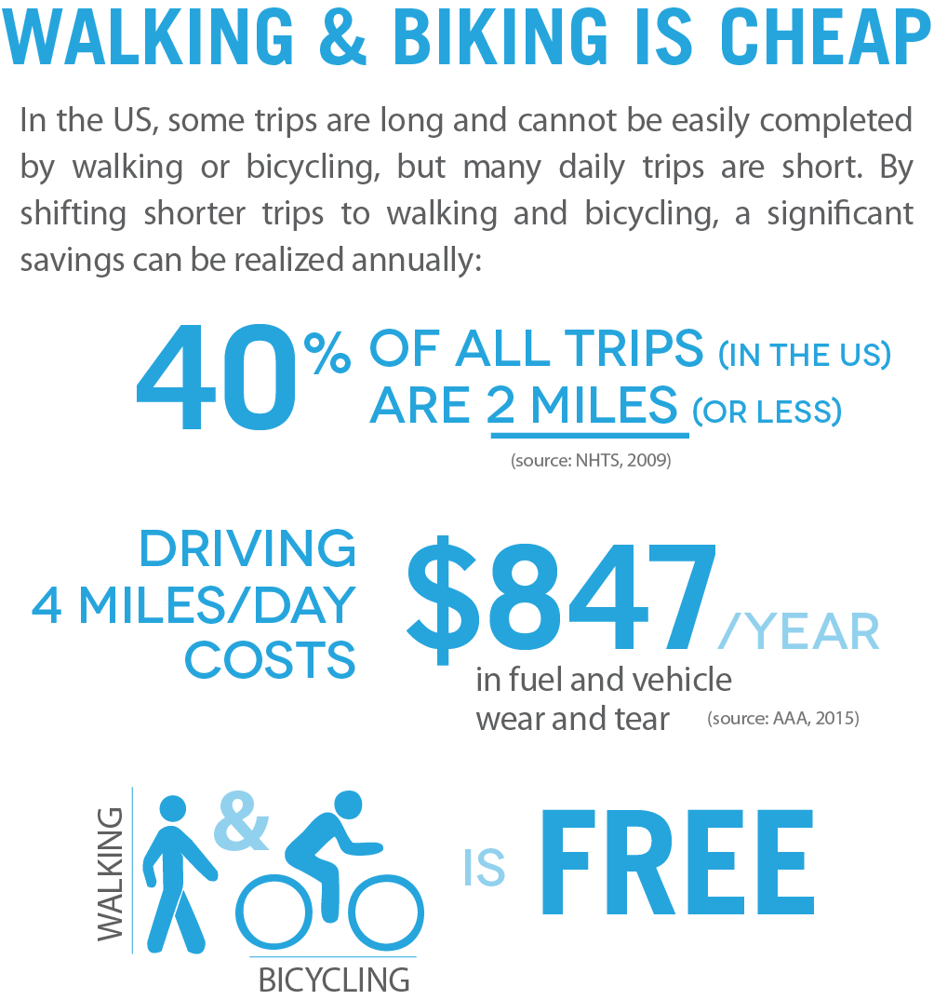 WALKING & BIKING IS CHEAP
In the US, some trips are long and cannot be easily completed
by walking or bicycling, but many daily trips are short. By
shifting shorter trips to walking and bicycling, a significant
savings can be realized annually:
40% OF ALL TRIPS (IN THE US)
ARE 2 MILES (OR LESS)
(source: NHTS, 2009)
DRIVING
4 MILES/DAY
COSTS
$847/YEAR
in fuel and vehicle
wear and tear (source: AAA, 2015)
WALKING
&
BICYCLING
IS FREE